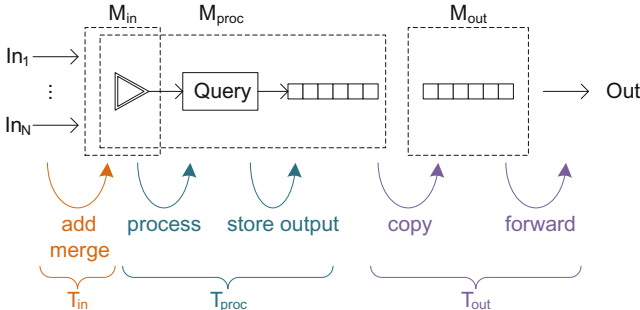 M_in M_proc M_out
In_1
⋮
In_N
Query
Out
add
merge
process
store output
copy
forward
T_in T_proc T_out